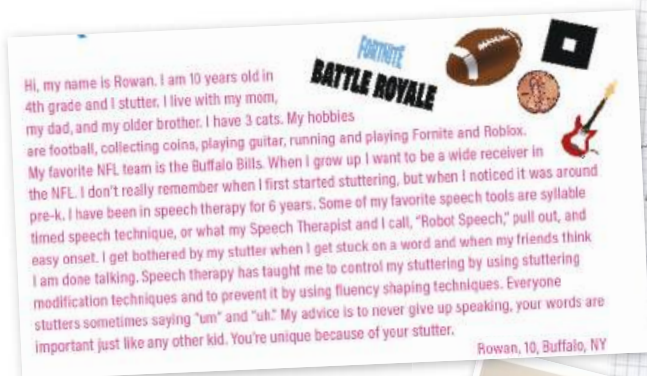 FORTNITE
BATTLE ROYALE
Hi, my name is Rowan. I am 10 years old in
4th grade and I stutter. I live with my mom,
my dad, and my older brother. I have 3 cats. My hobbies
are football, collecting coins, playing guitar, running and playing Fornite and Roblox.
My favorite NFL team is the Buffalo Bills. When I grow up I want to be a wide receiver in
the NFL. I don't really remember when I first started stuttering, but when I noticed it was around
pre-k. I have been in speech therapy for 6 years. Some of my favorite speech tools are syllable
timed speech technique, or what my Speech Therapist and I call, "Robot Speech," pull out, and
easy onset. I get bothered by my stutter when I get stuck on a word and when my friends think
I am done talking. Speech therapy has taught me to control my stuttering by using stuttering
modification techniques and to prevent it by using fluency shaping techniques. Everyone
stutters sometimes saying "um" and "uh." My advice is to never give up speaking, your words are
important just like any other kid. You're unique because of your stutter.
Rowan, 10, Buffalo, NY